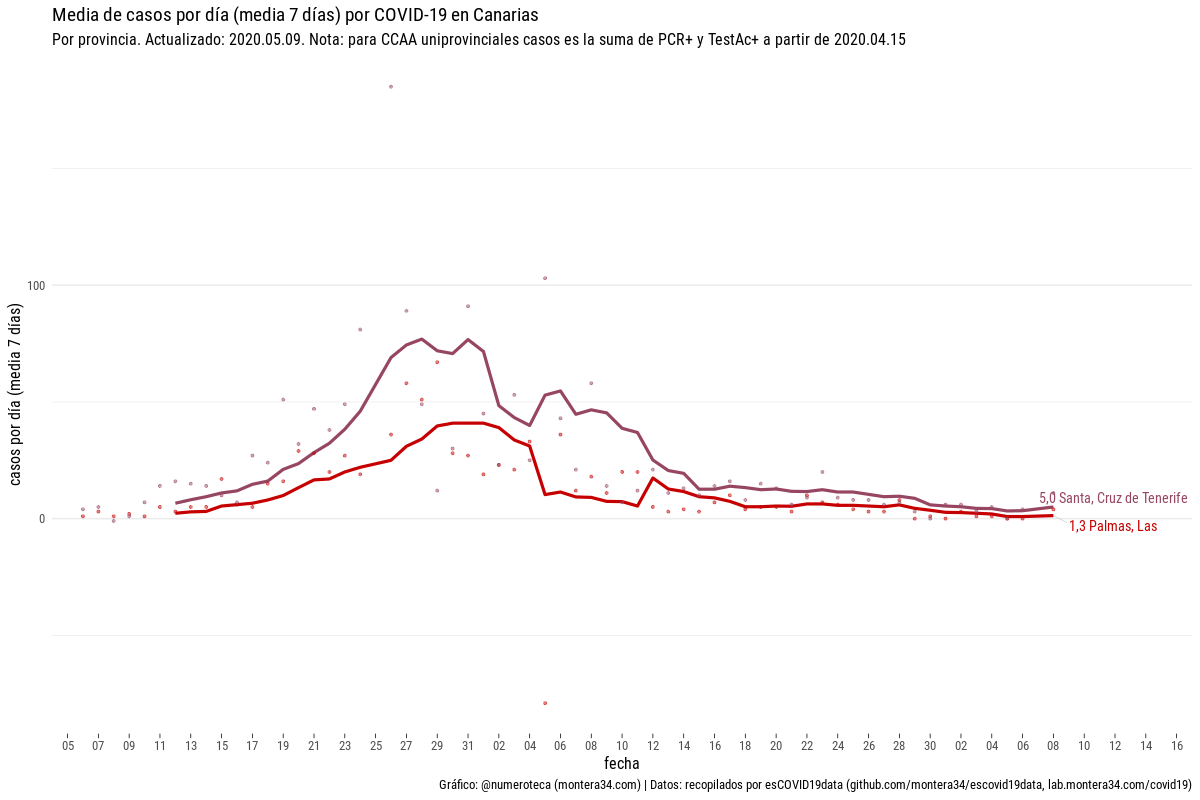 Media de casos por día (media 7 días) por COVID-19 en Canarias
Por provincia. Actualizado: 2020.05.09. Nota: para CCAA uniprovinciales casos es la suma de PCR+ y TestAc+ a partir de 2020.04.15
casos por día (media 7 días)
100
0
5,0 Santa, Cruz de Tenerife
1,3 Palmas, Las
05 07 09 11 13 15 17 19 21 23 25 27 29 31 02 04 06 08 10 12 14 16 18 20 22 24 26 28 30 02 04 06 08 10 12 14 16
fecha
Gráfico: @numeroteca (montera34.com) | Datos: recopilados por esCOVID19data (github.com/montera34/escovid19data, lab.montera34.com/covid19)